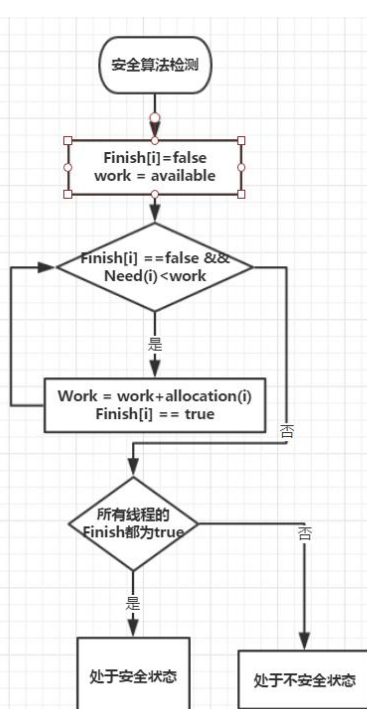 安全算法检测
Finish[i]=false
work = available
Finish[i] ==false &&
Need(i)<work
是
Work = work+allocation(i)
Finish[i] == true
否
所有线程的
Finish都为true
否
是
处于安全状态
处于不安全状态